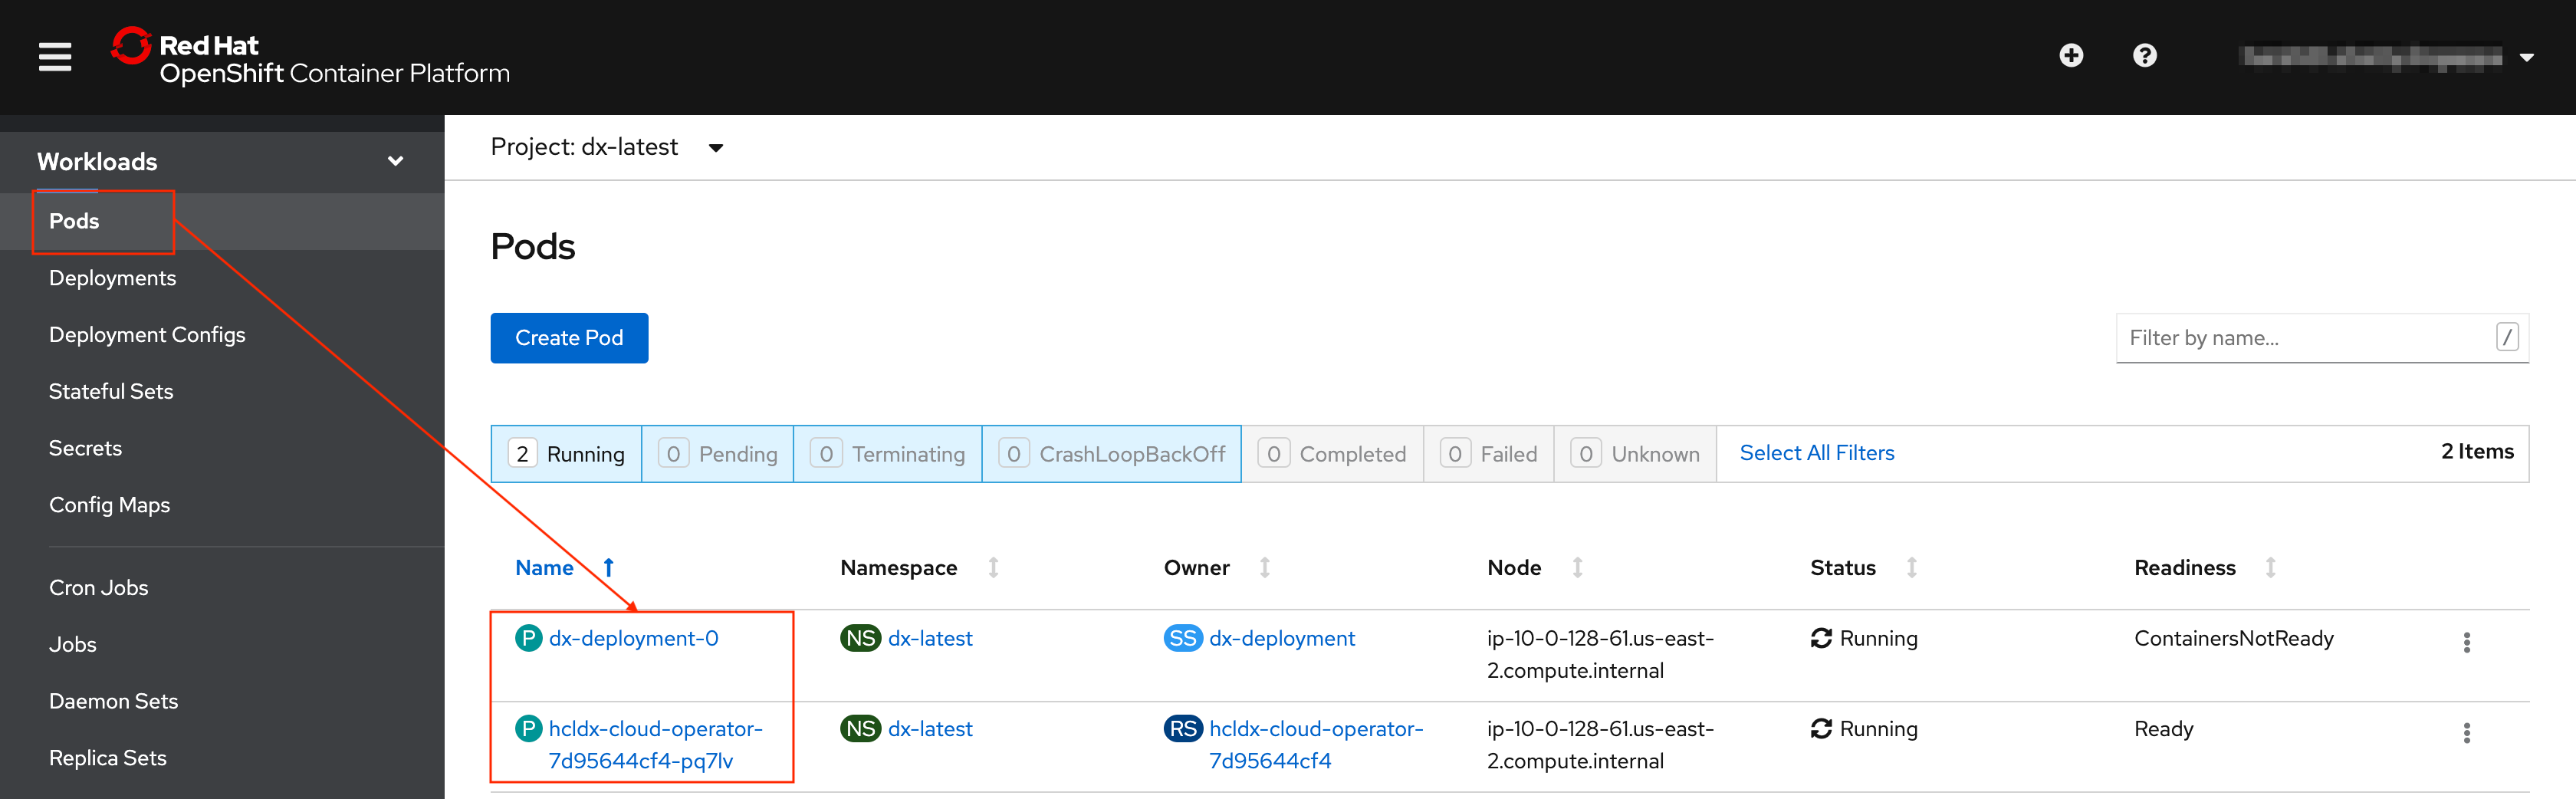 Red Hat
OpenShift Container Platform
Workloads
Pods
Deployments
Deployment Configs
Stateful Sets
Secrets
Config Maps
Cron Jobs
Jobs
Daemon Sets
Replica Sets
Project: dx-latest
Pods
Create Pod
Filter by name...
/
2 Running 0 Pending 0 Terminating 0 CrashLoopBackOff 0 Completed 0 Failed 0 Unknown Select All Filters 2 Items
Name Namespace Owner Node Status Readiness
P dx-deployment-0 NS dx-latest SS dx-deployment ip-10-0-128-61.us-east- Running ContainersNotReady
2.compute.internal
P hcldx-cloud-operator- NS dx-latest RS hcldx-cloud-operator- ip-10-0-128-61.us-east- Running Ready
7d95644cf4-pq7lv 7d95644cf4 2.compute.internal